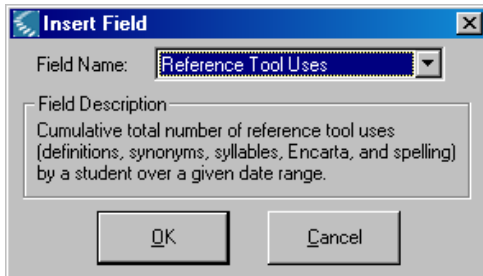 Insert Field
Field Name: Reference Tool Uses
Field Description
Cumulative total number of reference tool uses
(definitions, synonyms, syllables, Encarta, and spelling)
by a student over a given date range.
OK Cancel